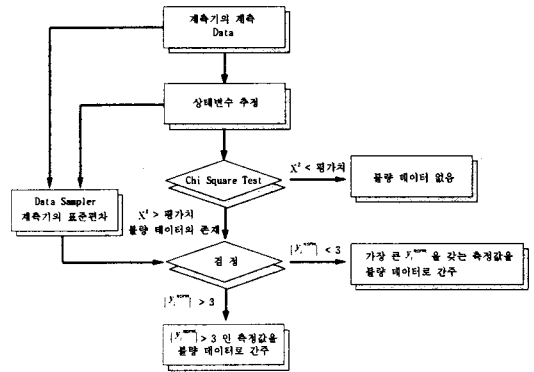 계측기의 계측
Data
상태변수 추정
Chi Square Test
X² < 평가치
불량 데이터 없음
Data Sampler
계측기의 표준편차
X² > 평가치
불량 데이터의 존재
검 정
|yᵢⁿᵒʳᵐ| < 3
가장 큰 yᵢⁿᵒʳᵐ 을 갖는 측정값을
불량 데이터로 간주
|yᵢⁿᵒʳᵐ| > 3
|yᵢⁿᵒʳᵐ| > 3 인 측정값을
불량 데이터로 간주